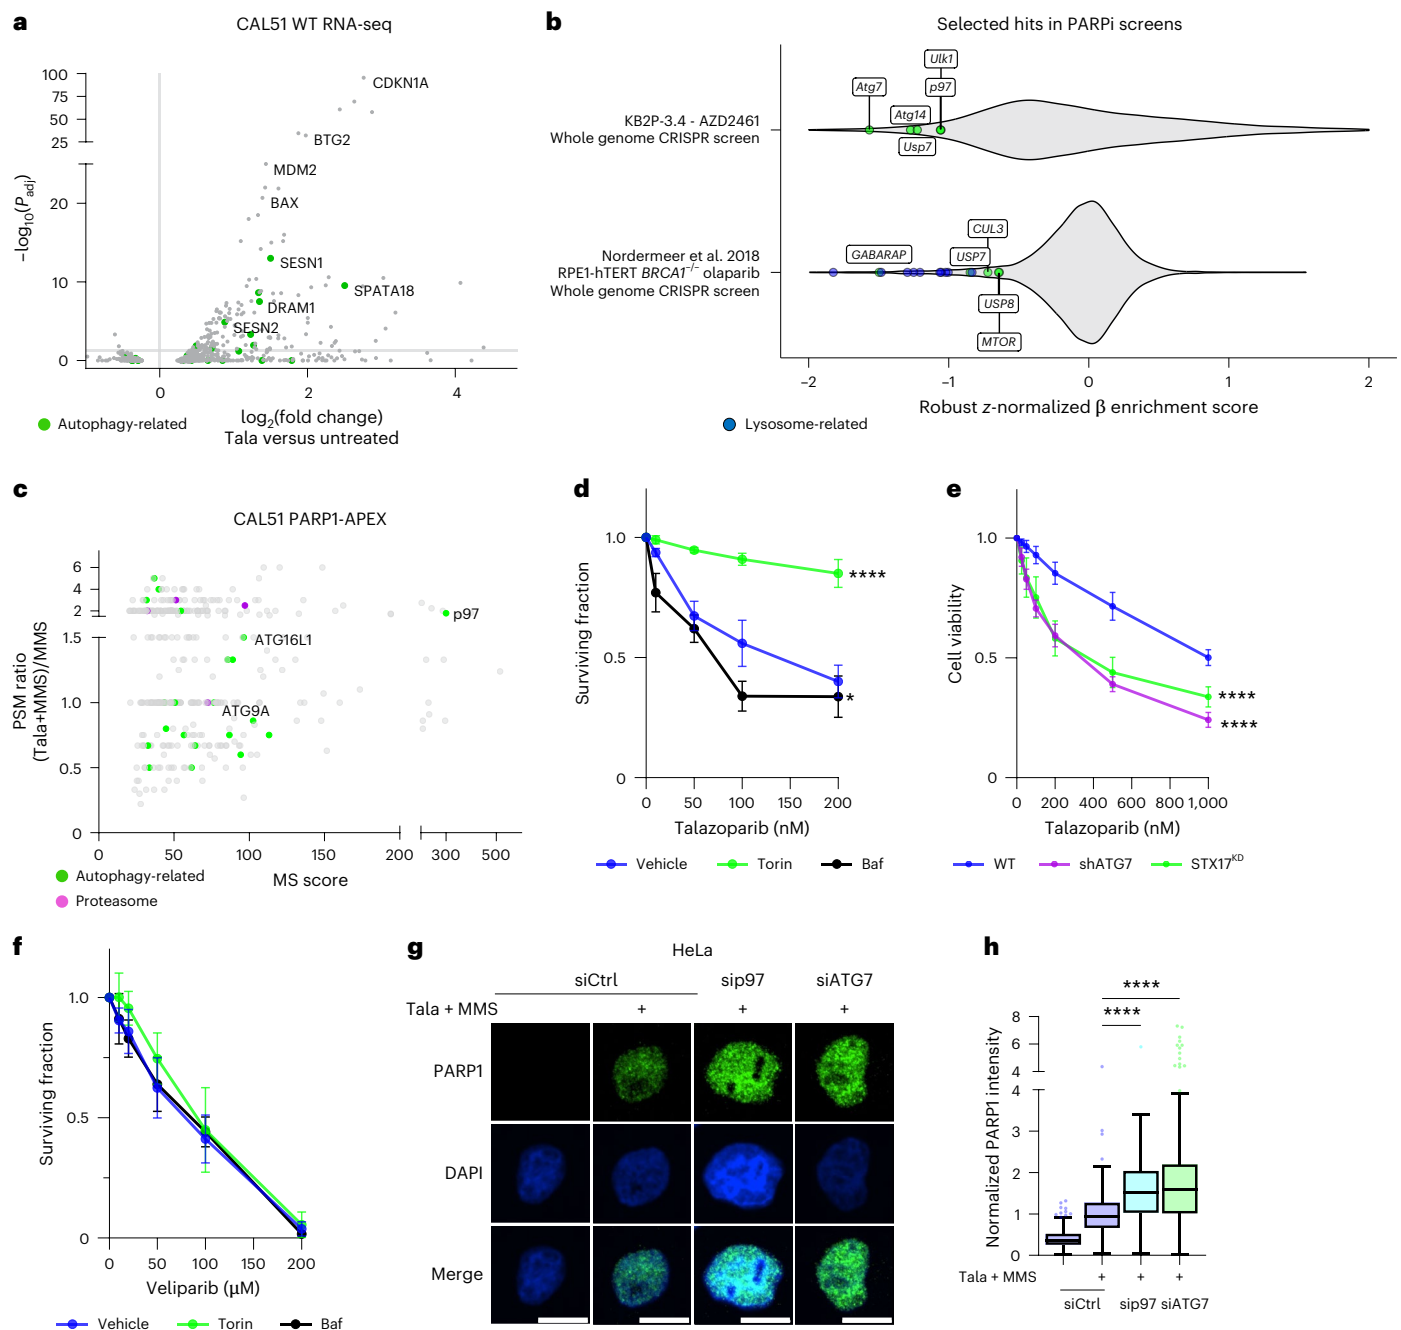 a
CAL51 WT RNA-seq
100
75
50
25
20
10
0
–log10(Padj)
CDKN1A
BTG2
MDM2
BAX
SESN1
SPATA18
DRAM1
SESN2
0
2
4
log2(fold change)
Tala versus untreated
Autophagy-related
b
Selected hits in PARPi screens
Ulk1
Atg7
p97
Atg14
Usp7
KB2P-3.4 - AZD2461
Whole genome CRISPR screen
CUL3
GABARAP
USP7
USP8
MTOR
Nordermeer et al. 2018
RPE1-hTERT BRCA1–/– olaparib
Whole genome CRISPR screen
–2
–1
0
1
2
Robust z-normalized β enrichment score
Lysosome-related
c
CAL51 PARP1-APEX
6
4
2
1.5
1.0
0.5
0
PSM ratio
(Tala+MMS)/MMS
p97
ATG16L1
ATG9A
0
50
100
150
200
300
500
MS score
Autophagy-related
Proteasome
d
1.0
0.5
0
Surviving fraction
****
*
0
50
100
150
200
Talazoparib (nM)
Vehicle
Torin
Baf
e
1.0
0.5
0
Cell viability
****
****
0
200
400
600
800
1,000
Talazoparib (nM)
WT
shATG7
STX17KD
f
1.0
0.5
0
Surviving fraction
0
50
100
150
200
Veliparib (µM)
Vehicle
Torin
Baf
g
HeLa
siCtrl
sip97
siATG7
Tala + MMS
+
+
+
PARP1
DAPI
Merge
h
****
****
8
6
4
4
3
2
1
0
Normalized PARP1 intensity
Tala + MMS
+
+
+
siCtrl
sip97
siATG7